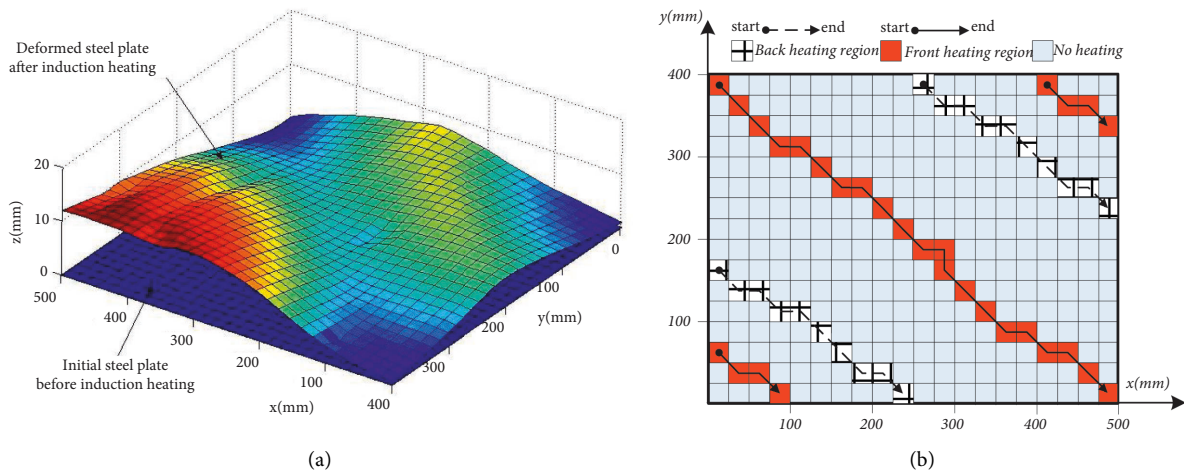 Deformed steel plate
after induction heating
20
10
0
z(mm)
500
400
300
200
100
x(mm)
0
100
200
300
400
y(mm)
Initial steel plate
before induction heating
(a)
y(mm)
start end start end
Back heating region Front heating region No heating
400
300
200
100
100 200 300 400 500
x(mm)
(b)